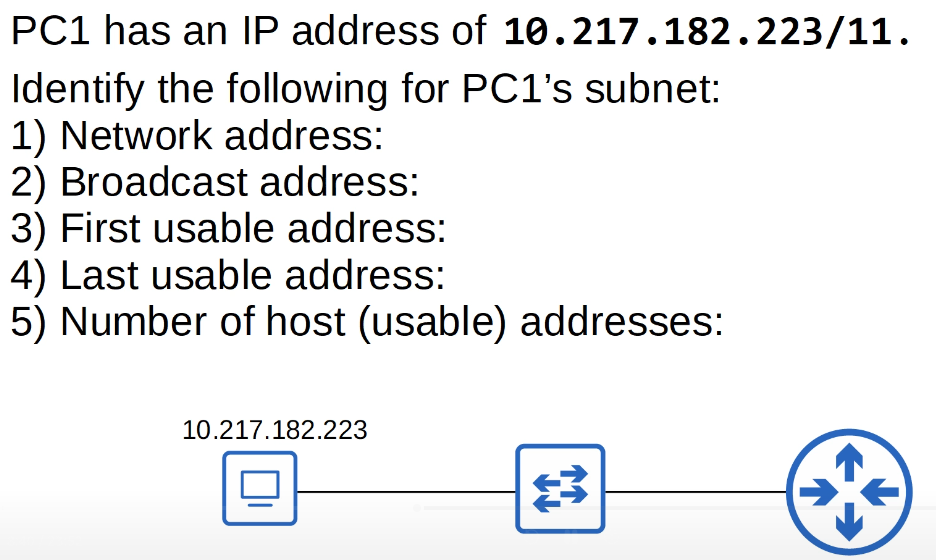 PC1 has an IP address of 10.217.182.223/11.
Identify the following for PC1’s subnet:
1) Network address:
2) Broadcast address:
3) First usable address:
4) Last usable address:
5) Number of host (usable) addresses:
10.217.182.223